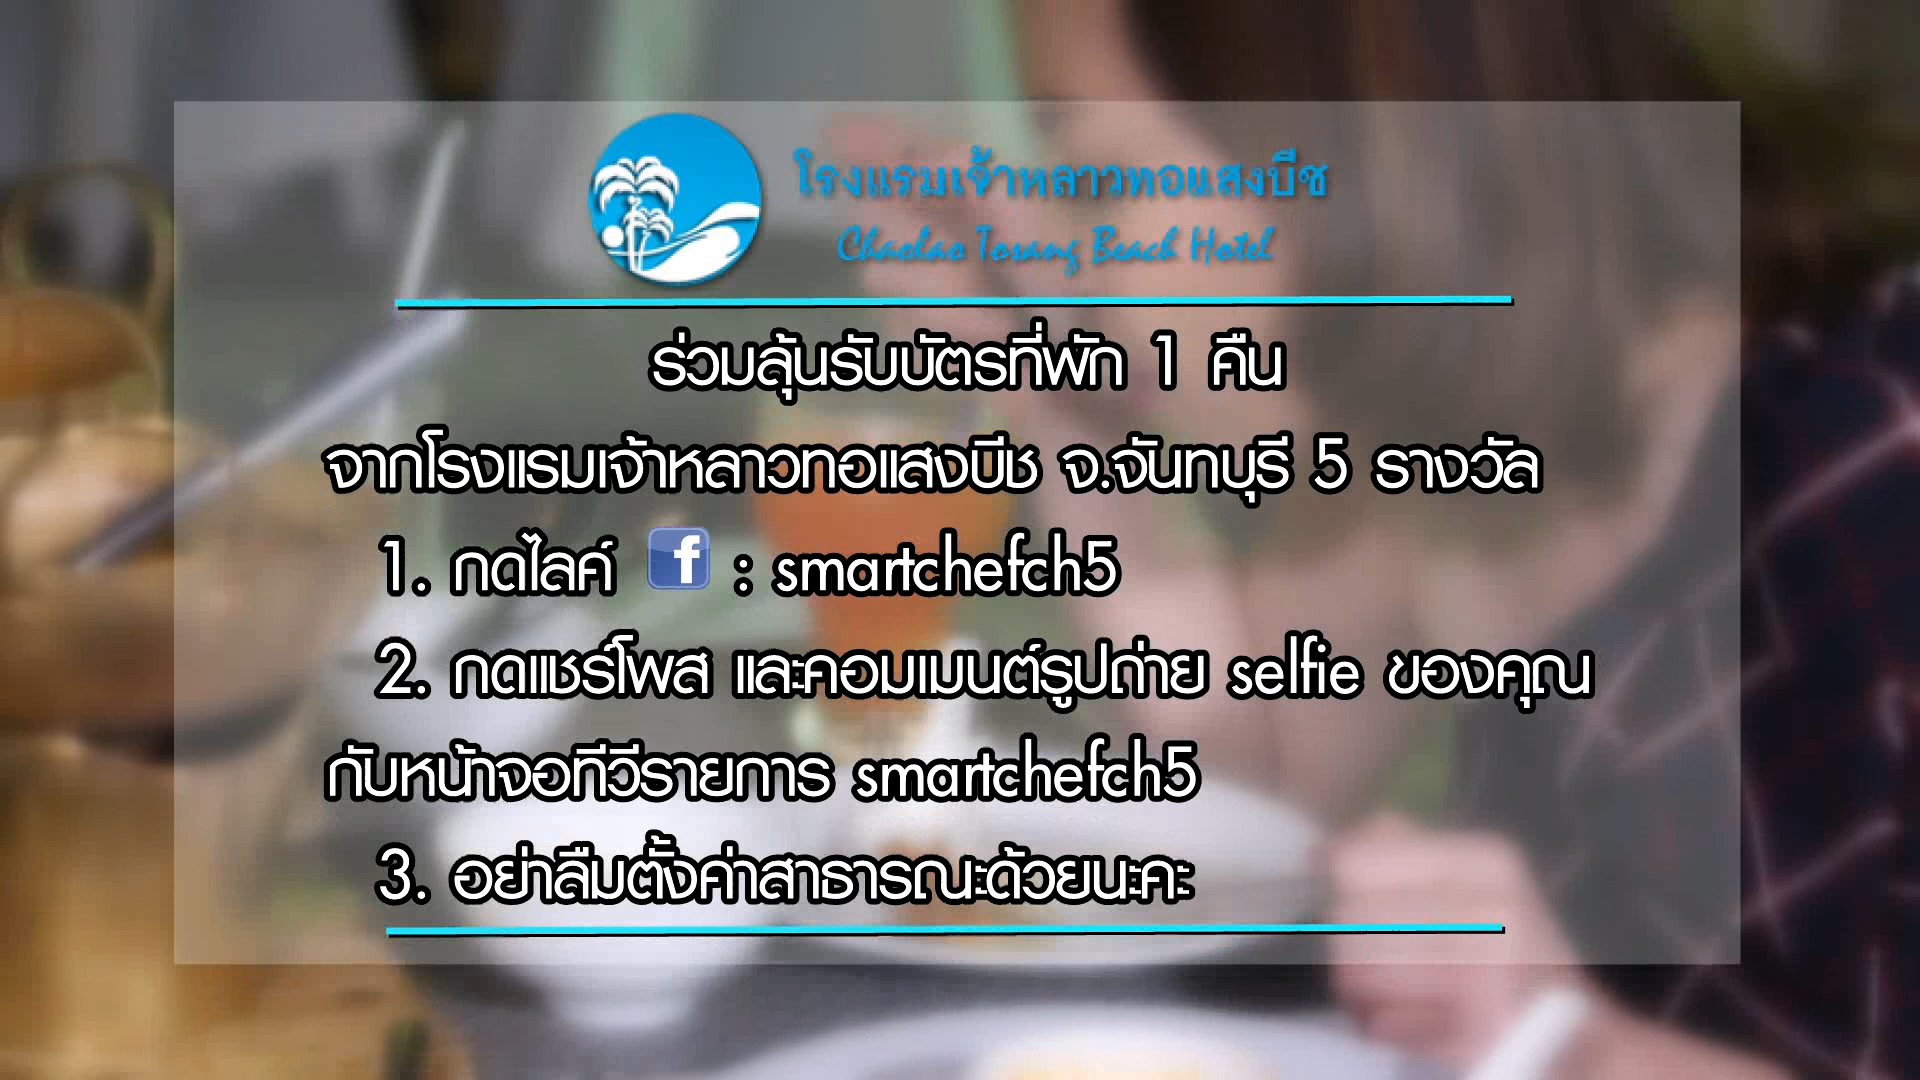 โรงแรมเจ้าหลาวทอแสงบีช
Chaolao Tosang Beach Hotel
ร่วมลุ้นรับบัตรที่พัก 1 คืน
จากโรงแรมเจ้าหลาวทอแสงบีช จ.จันทบุรี 5 รางวัล
1. กดไลค์ f : smartchefch5
2. กดแชร์โพส และคอมเมนต์รูปถ่าย selfie ของคุณ
กับหน้าจอทีวีรายการ smartchefch5
3. อย่าลืมตั้งค่าสาธารณะด้วยนะคะ